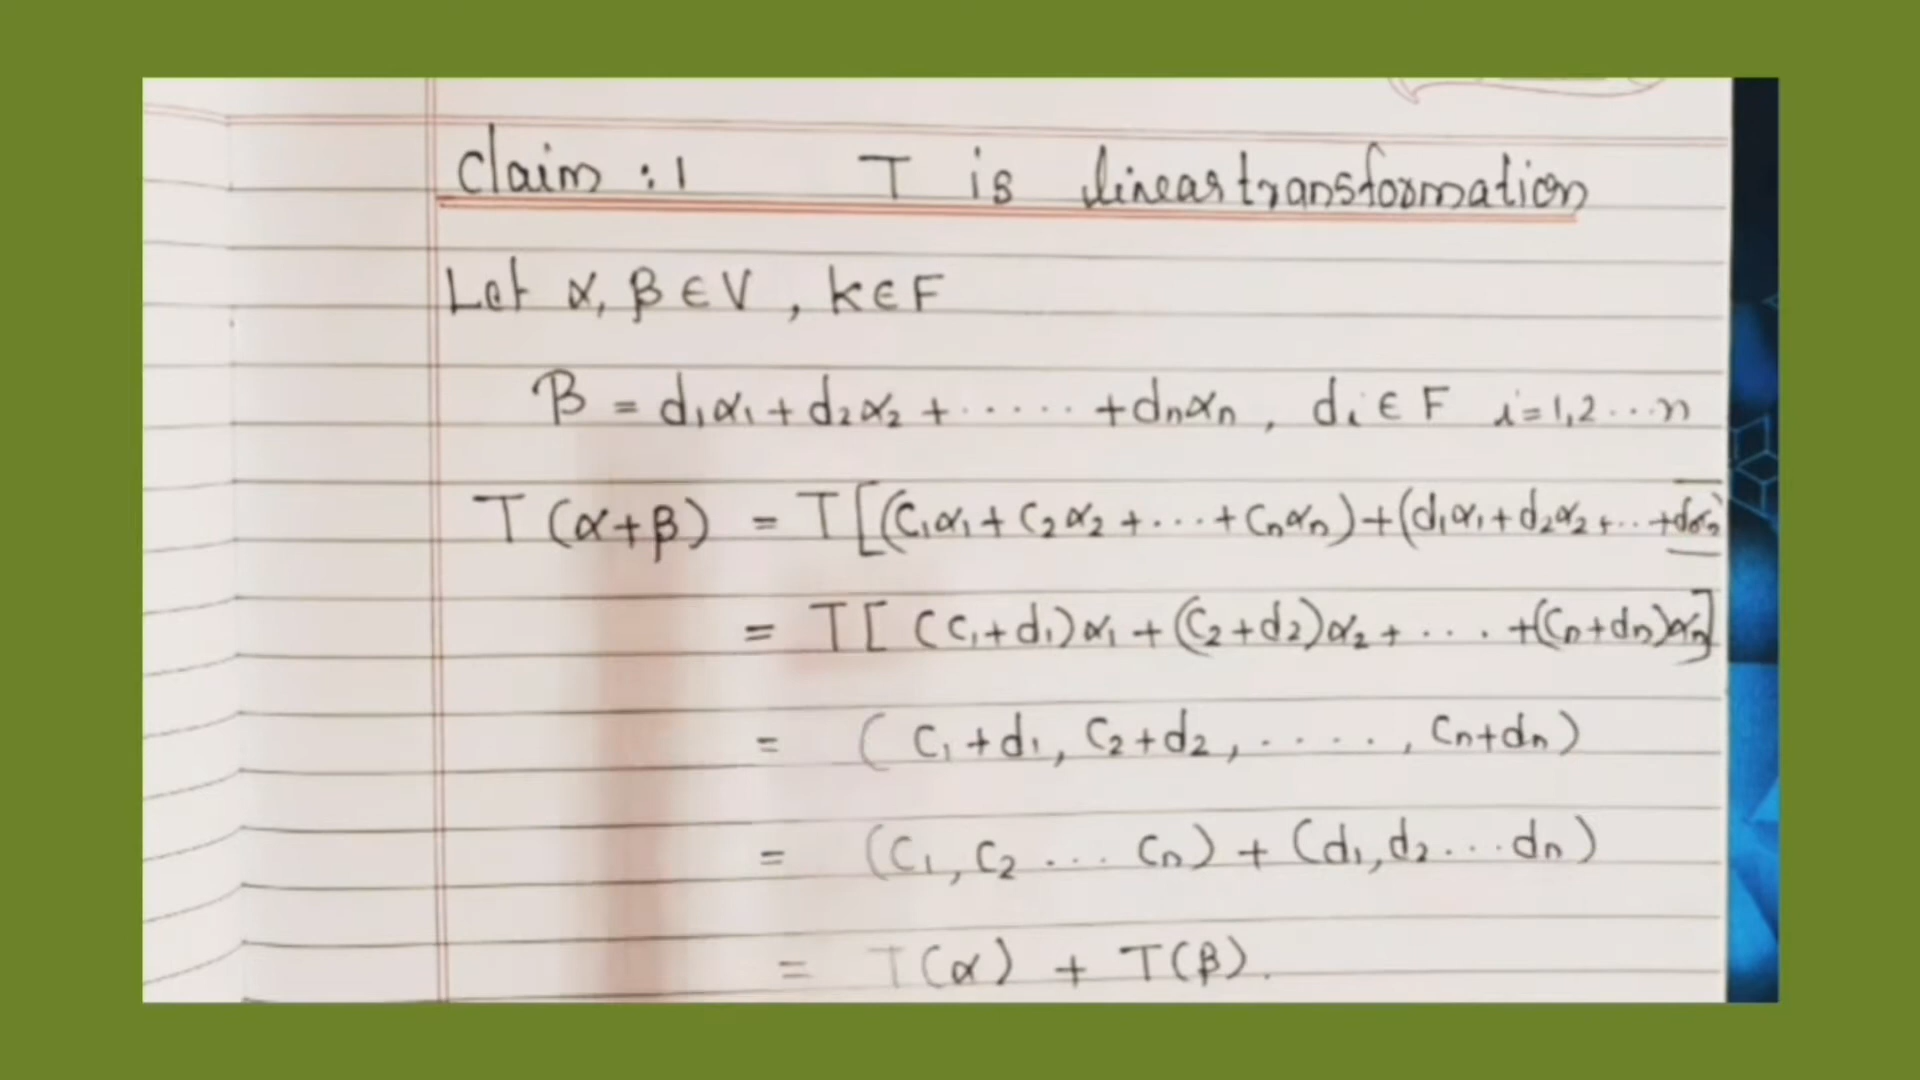 Claim : 1 T is linear transformation
Let α, β ∈ V , k ∈ F
β = d₁α₁ + d₂α₂ + ..... + dₙαₙ , dᵢ ∈ F i = 1,2...n
T (α+β) = T [(C₁α₁ + C₂α₂ + ... + Cₙαₙ) + (d₁α₁ + d₂α₂ + ... + dₙαₙ)
= T [ (C₁+d₁)α₁ + (C₂+d₂)α₂ + .... + (Cₙ+dₙ)αₙ]
= ( C₁+d₁, C₂+d₂, ....., Cₙ+dₙ)
= (C₁, C₂ ... Cₙ) + (d₁, d₂...dₙ)
= T(α) + T(β).